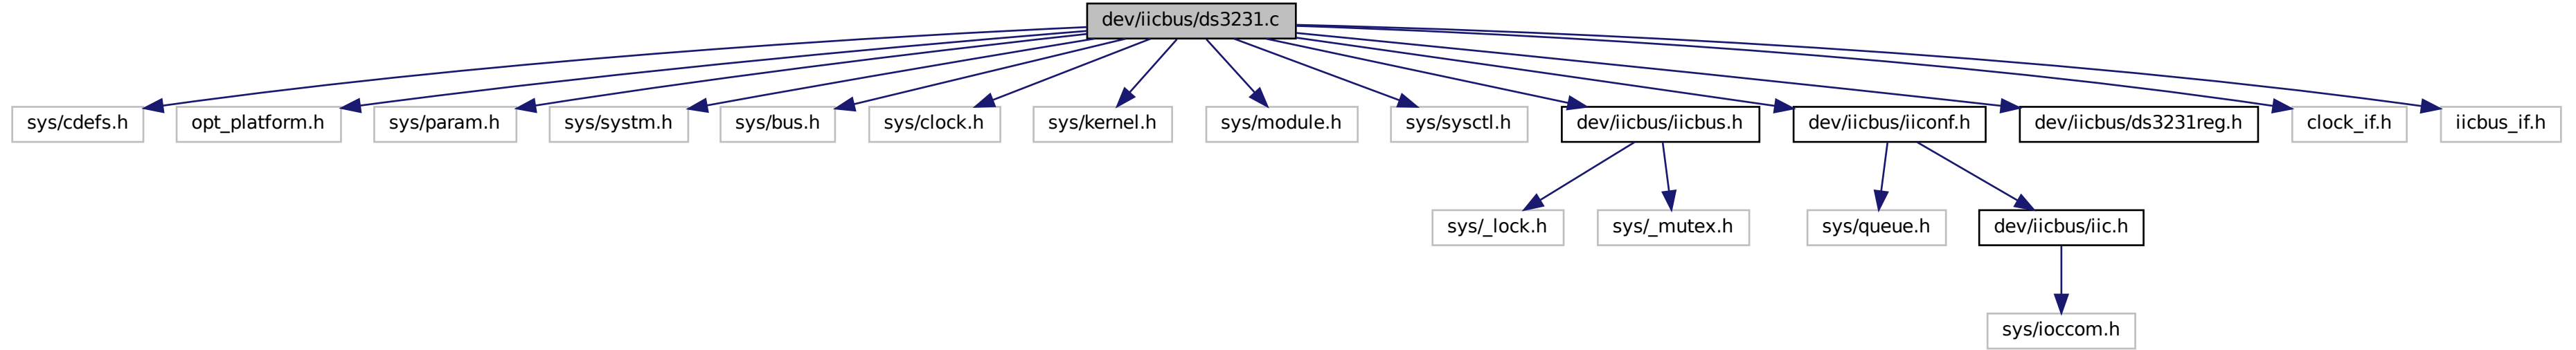 dev/iicbus/ds3231.c
sys/cdefs.h
opt_platform.h
sys/param.h
sys/systm.h
sys/bus.h
sys/clock.h
sys/kernel.h
sys/module.h
sys/sysctl.h
dev/iicbus/iicbus.h
dev/iicbus/iiconf.h
dev/iicbus/ds3231reg.h
clock_if.h
iicbus_if.h
sys/_lock.h
sys/_mutex.h
sys/queue.h
dev/iicbus/iic.h
sys/ioccom.h